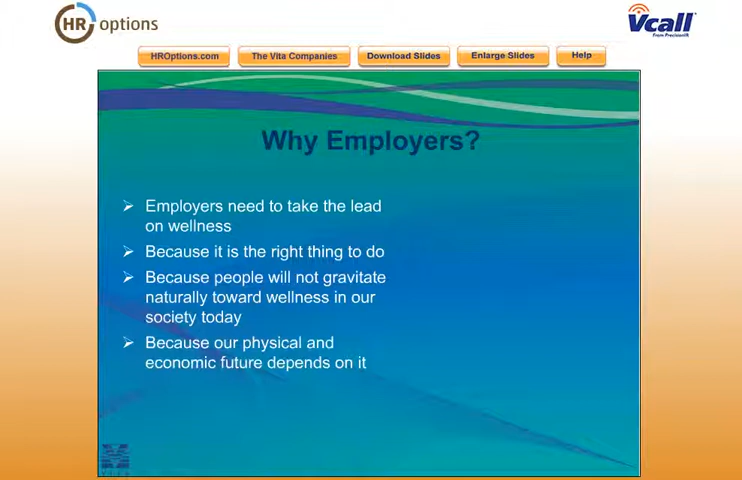 HR options
Vcall
From Precision IR
HROptions.com
The Vita Companies
Download Slides
Enlarge Slides
Help
Why Employers?
Employers need to take the lead
on wellness
Because it is the right thing to do
Because people will not gravitate
naturally toward wellness in our
society today
Because our physical and
economic future depends on it